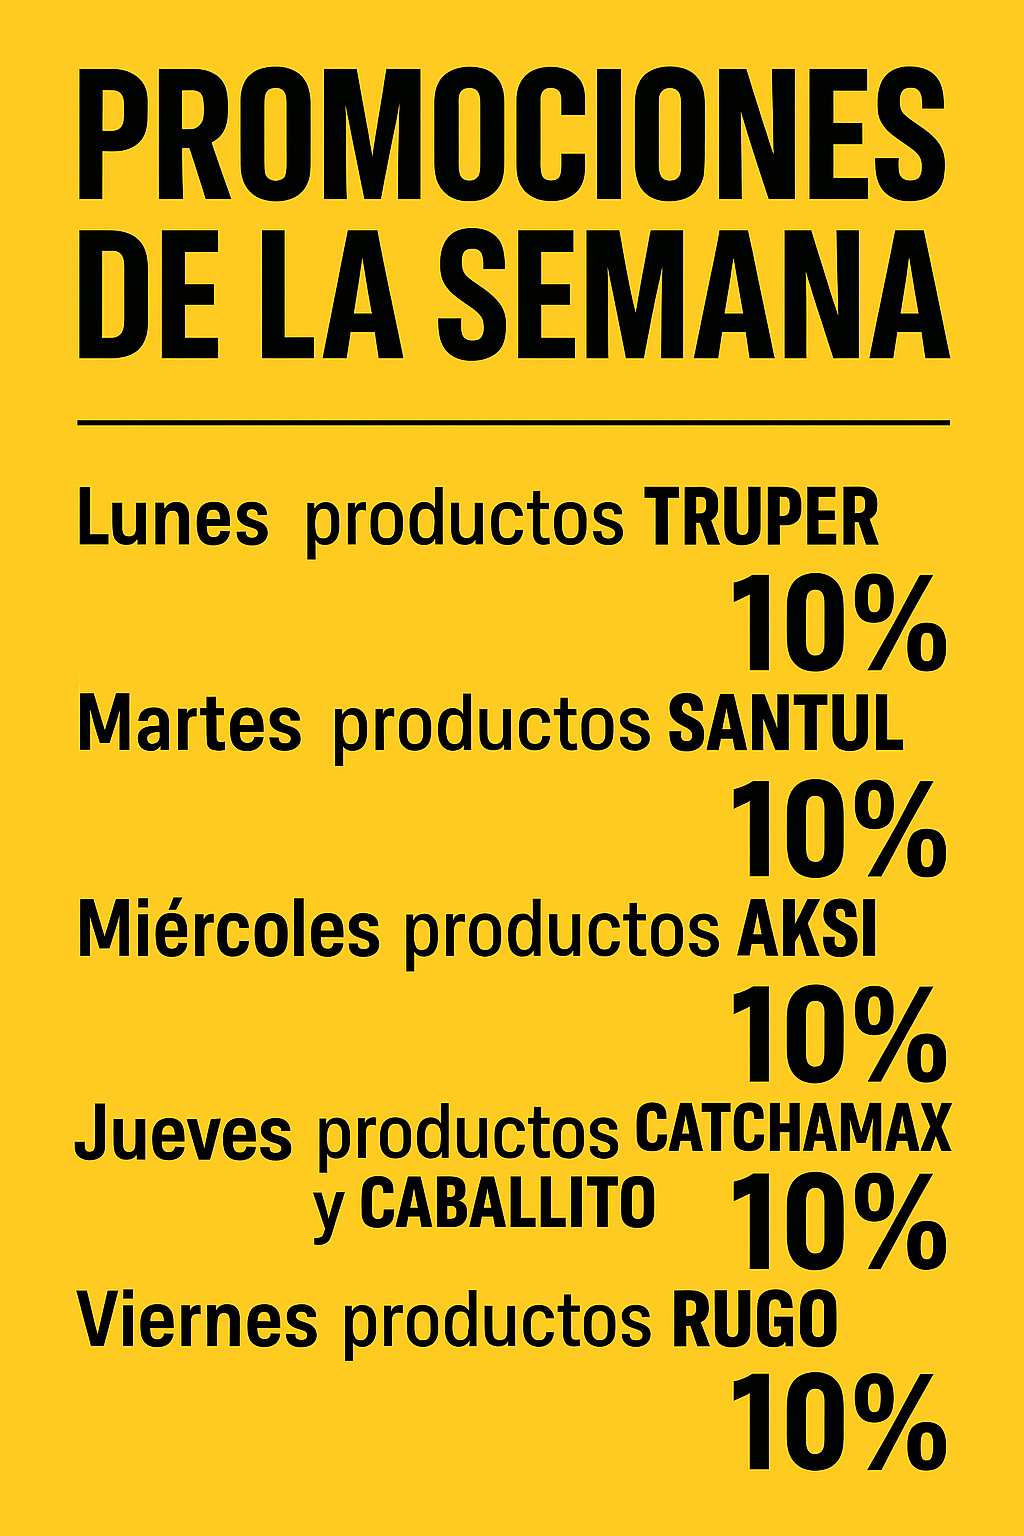 PROMOCIONES
DE LA SEMANA
Lunes productos TRUPER
10%
Martes productos SANTUL
10%
Miércoles productos AKSI
10%
Jueves productos CATCHAMAX
y CABALLITO 10%
Viernes productos RUGO
10%